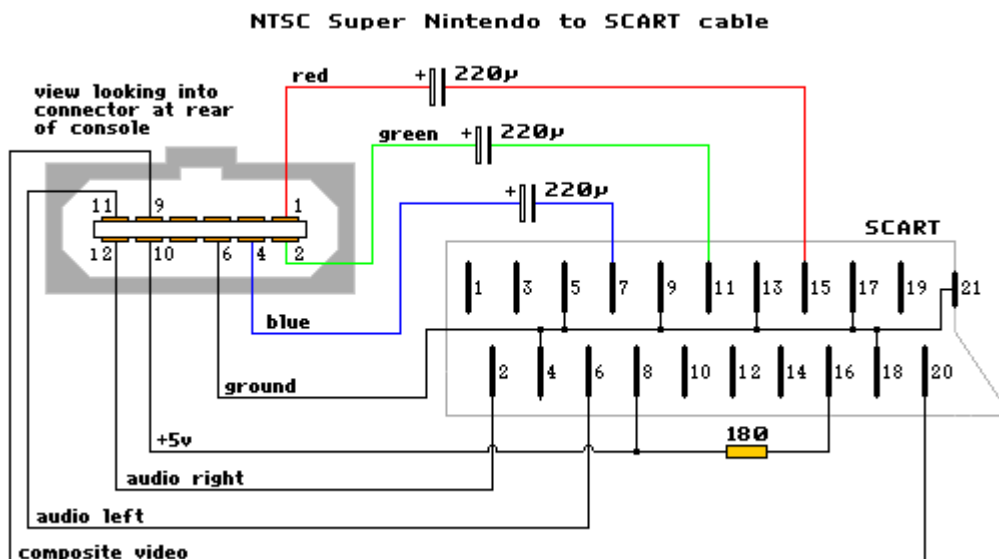 NTSC Super Nintendo to SCART cable
view looking into
connector at rear
of console
red
+ 220µ
green
+ 220µ
blue
+ 220µ
11 9 1
12 10 6 4 2
SCART
1 3 5 7 9 11 13 15 17 19 21
2 4 6 8 10 12 14 16 18 20
ground
+5v
180
audio right
audio left
composite video